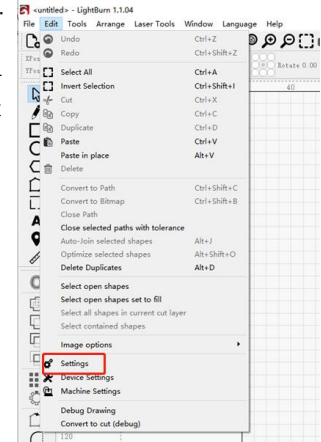 <untitled> - LightBurn 1.1.04
File Edit Tools Arrange Laser Tools Window Language Help
Undo Ctrl+Z
Redo Ctrl+Shift+Z
Rotate 0.00
Select All Ctrl+A
Invert Selection Ctrl+Shift+I
40
Cut Ctrl+X
Copy Ctrl+C
Duplicate Ctrl+D
Paste Ctrl+V
Paste in place Alt+V
Delete
Convert to Path Ctrl+Shift+C
Convert to Bitmap Ctrl+Shift+B
Close Path
Close selected paths with tolerance
Auto-Join selected shapes Alt+J
Optimize selected shapes Alt+Shift+O
Delete Duplicates Alt+D
Select open shapes
Select open shapes set to fill
Select all shapes in current cut layer
Select contained shapes
Image options
Settings
Device Settings
Machine Settings
Debug Drawing
Convert to cut (debug)
120